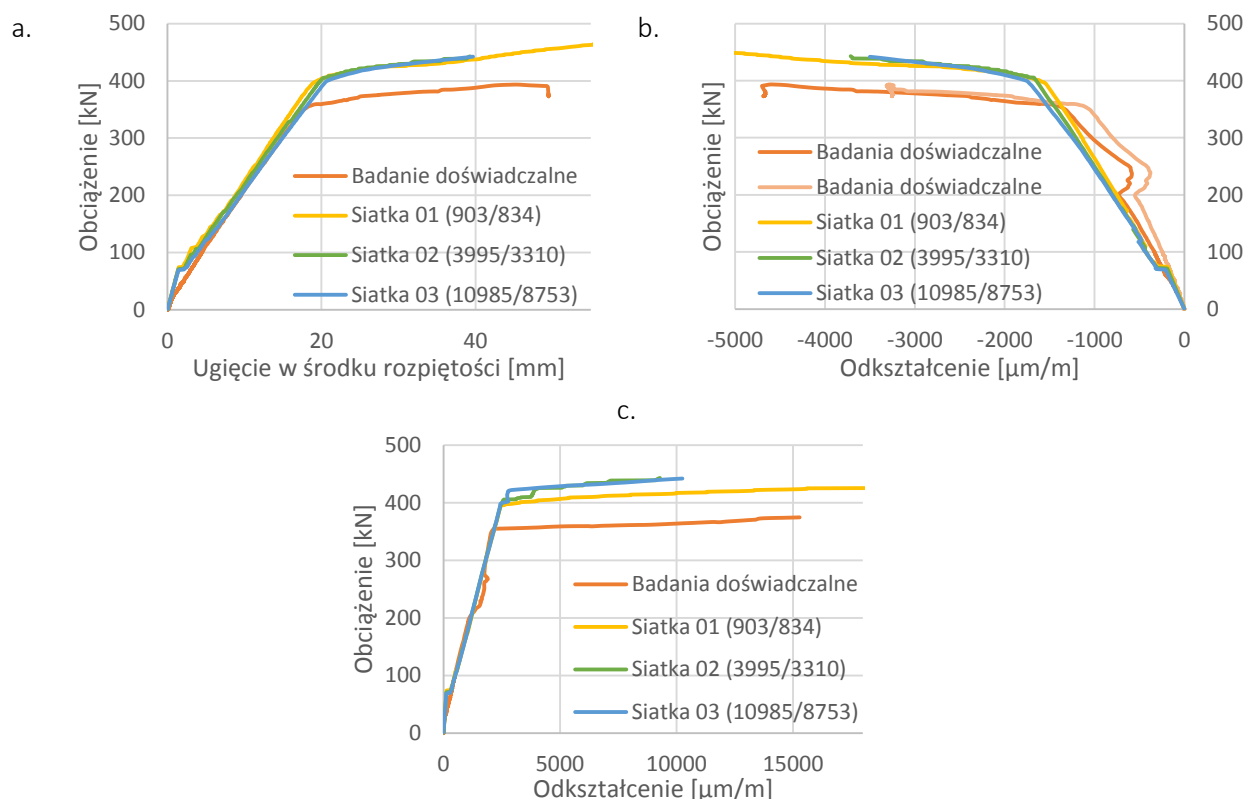 a.
500
400
300
200
100
0
Obciążenie [kN]
Badanie doświadczalne
Siatka 01 (903/834)
Siatka 02 (3995/3310)
Siatka 03 (10985/8753)
0 20 40
Ugięcie w środku rozpiętości [mm]
b.
500
400
300
200
100
0
Obciążenie [kN]
Badania doświadczalne
Badania doświadczalne
Siatka 01 (903/834)
Siatka 02 (3995/3310)
Siatka 03 (10985/8753)
-5000 -4000 -3000 -2000 -1000 0
Odkształcenie [μm/m]
c.
500
400
300
200
100
0
Obciążenie [kN]
Badania doświadczalne
Siatka 01 (903/834)
Siatka 02 (3995/3310)
Siatka 03 (10985/8753)
0 5000 10000 15000
Odkształcenie [μm/m]